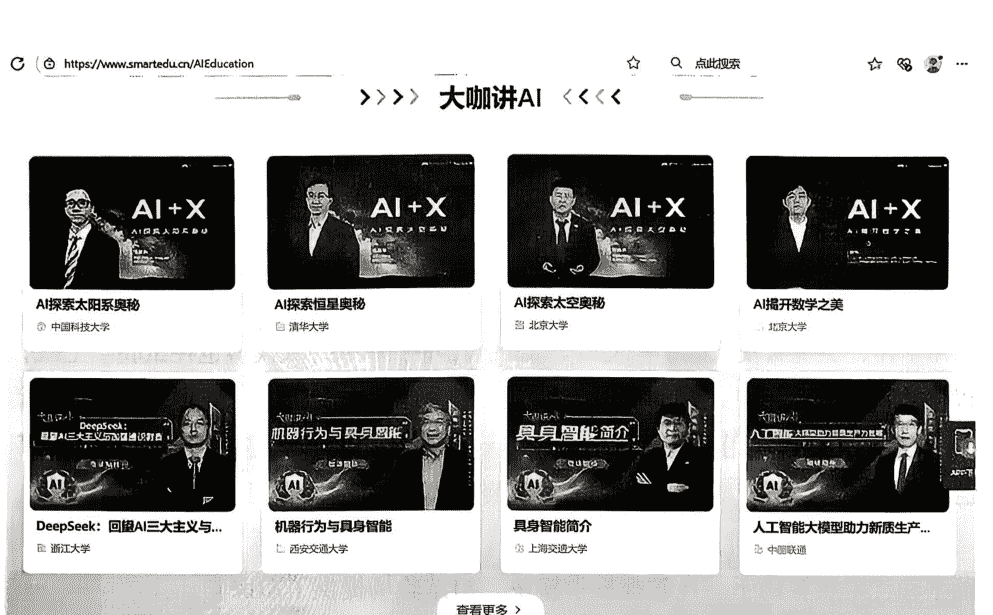 https://www.smartedu.cn/AIEducation
点此搜索
大咖讲AI
AI+X
AI+X
AI+X
AI+X
AI探索太阳系奥秘
AI探索恒星奥秘
AI探索太空奥秘
AI揭开数学之美
中国科技大学
清华大学
北京大学
北京大学
DeepSeek：
机器行为与具身智能
具身智能简介
AI
AI
AI
AI
DeepSeek：回望AI三大主义与...
机器行为与具身智能
具身智能简介
人工智能大模型助力新质生产...
浙江大学
西安交通大学
上海交通大学
中国联通
查看更多